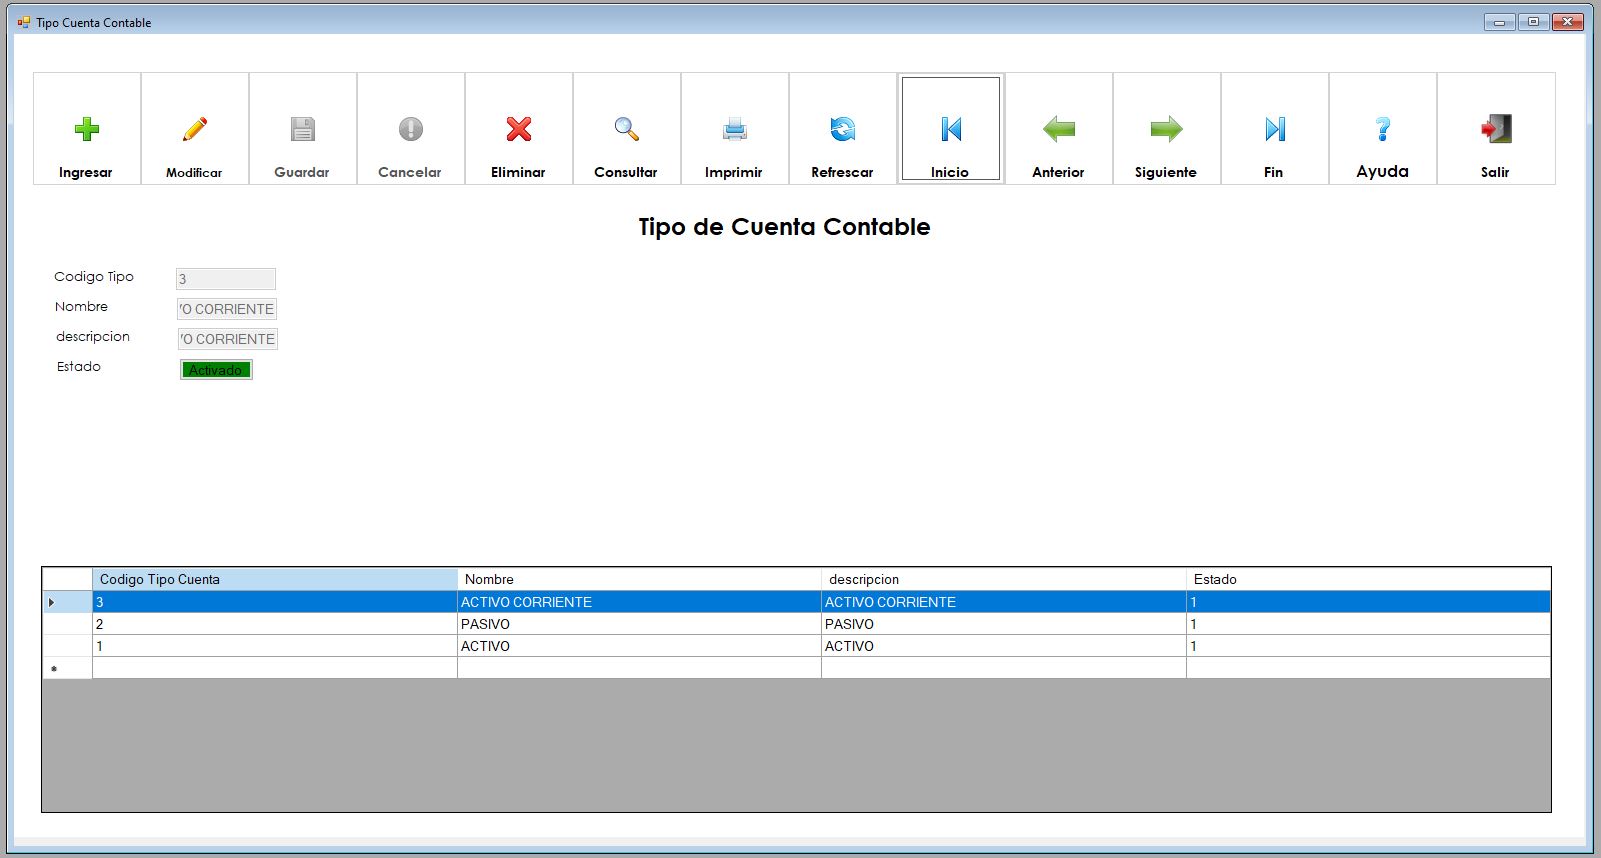 Tipo Cuenta Contable
Ingresar Modificar Guardar Cancelar Eliminar Consultar Imprimir Refrescar Inicio Anterior Siguiente Fin Ayuda Salir
Tipo de Cuenta Contable
Codigo Tipo 3
Nombre O CORRIENTE
descripcion O CORRIENTE
Estado Activado
Codigo Tipo Cuenta Nombre descripcion Estado
3 ACTIVO CORRIENTE ACTIVO CORRIENTE 1
2 PASIVO PASIVO 1
1 ACTIVO ACTIVO 1